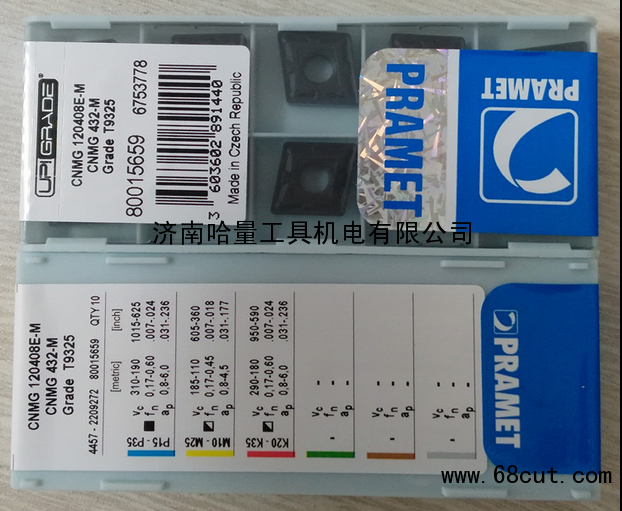 UP!GRADE
CNMG 120408E-M
CNMG 432-M
Grade T9325
80015659
6753778
3 603602 891440
Made in Czech Republic
PRAMET
PRAMET
济南哈量工具机电有限公司
CNMG 120408E-M
CNMG 432-M
Grade T9325
4457 - 2209272 80015659 QTY 10
[metric] [inch]
P15 - P35
vc 310-190 1015-625
fn 0,17-0,60 .007-.024
ap 0,8-6,0 .031-.236
M10 - M25
vc 185-110 605-360
fn 0,17-0,45 .007-.018
ap 0,8-4,5 .031-.177
K20 - K35
vc 290-180 950-590
fn 0,17-0,60 .007-.024
ap 0,8-6,0 .031-.236
vc - -
fn - -
ap - -
vc - -
fn - -
ap - -
vc - -
fn - -
ap - -
PRAMET
www.68cut.com